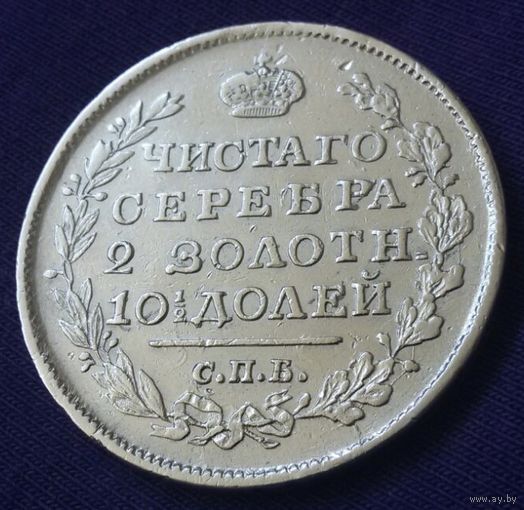 ЧИСТАГО
СЕРЕБРА
2 ЗОЛОТН.
10½ ДОЛЕЙ
С.П.Б.
www.ay.by